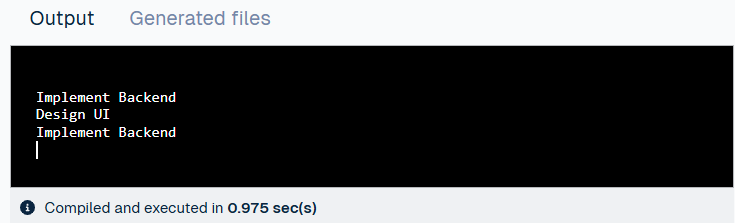 Output Generated files
Implement Backend
Design UI
Implement Backend
Compiled and executed in 0.975 sec(s)